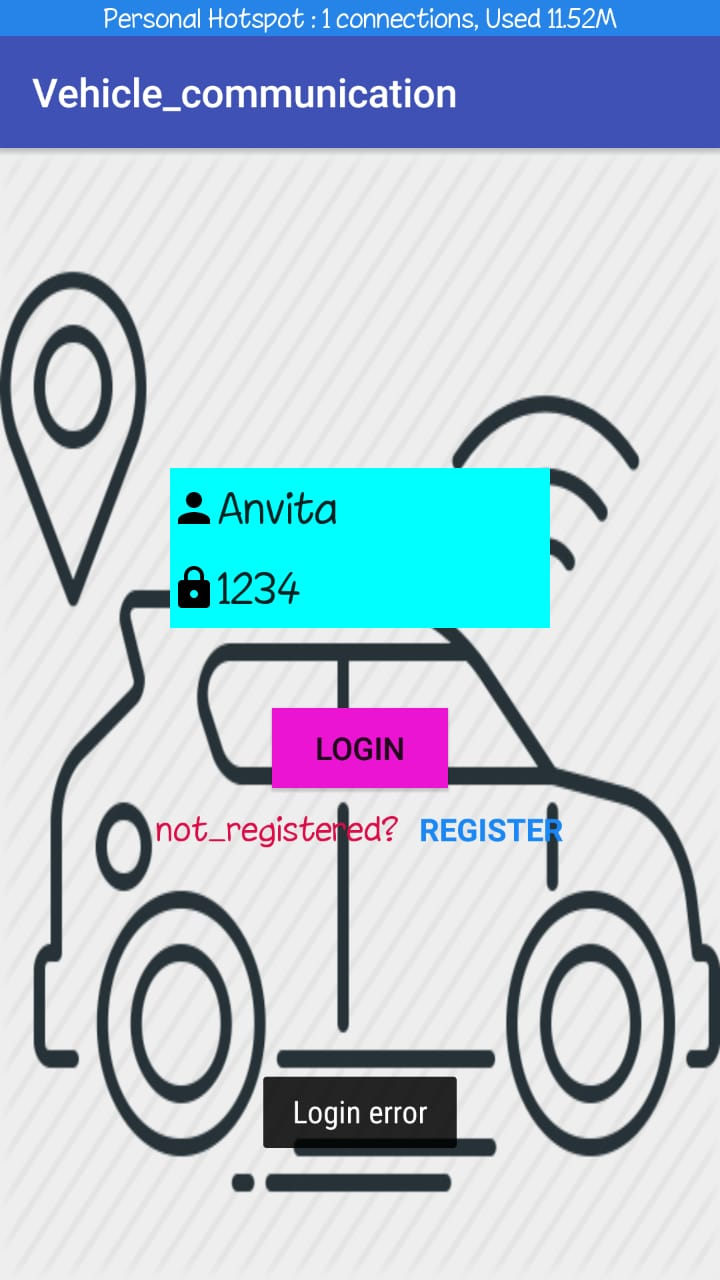 Personal Hotspot : 1 connections, Used 11.52M
Vehicle_communication
Anvita
1234
LOGIN
not_registered? REGISTER
Login error